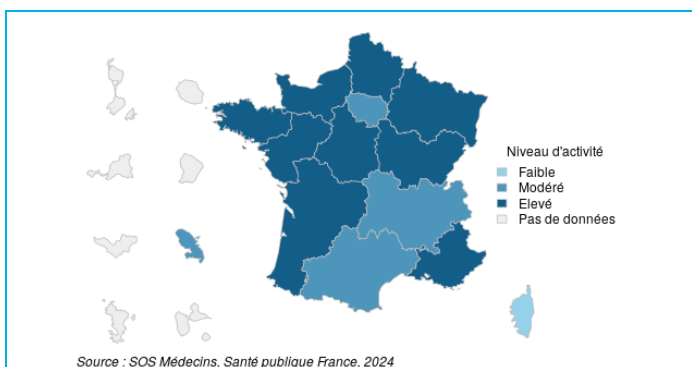 Niveau d'activité
Faible
Modéré
Elevé
Pas de données
Source : SOS Médecins, Santé publique France, 2024